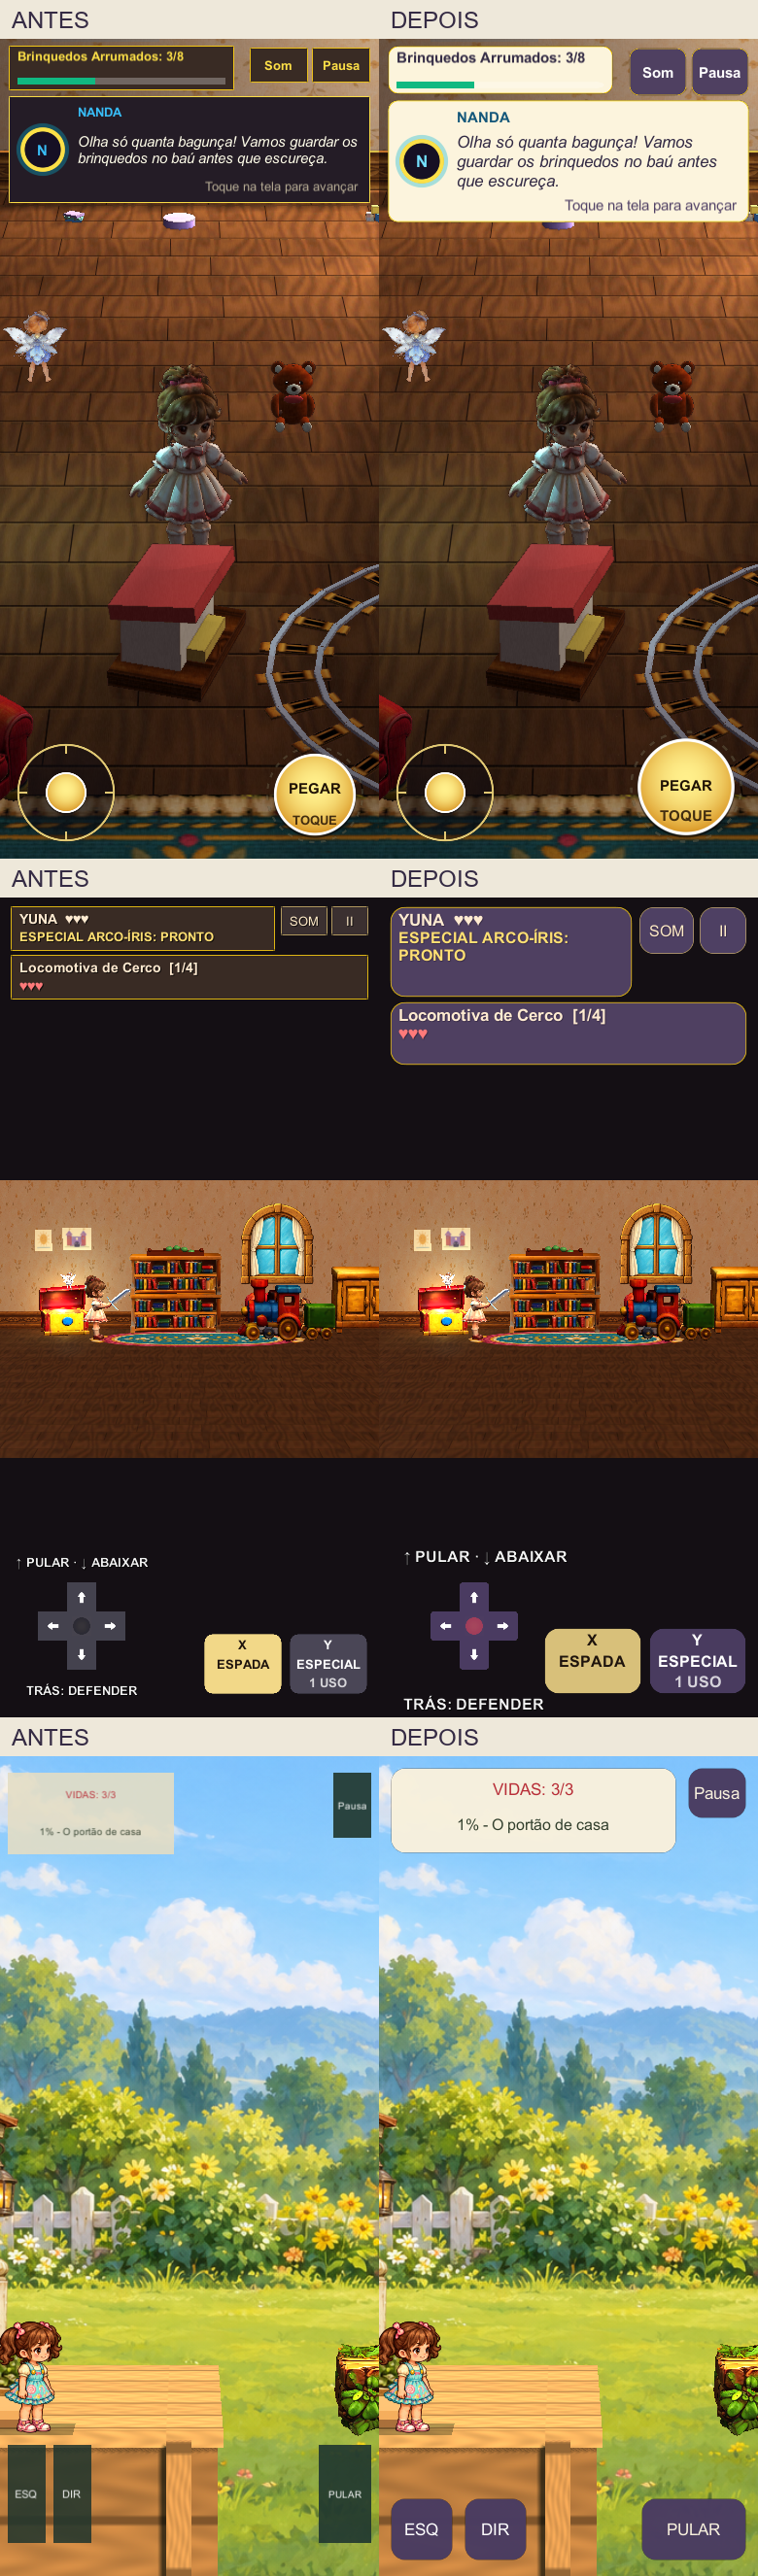 ANTES
Brinquedos Arrumados: 3/8
Som
Pausa
NANDA
N
Olha só quanta bagunça! Vamos guardar os
brinquedos no baú antes que escureça.
Toque na tela para avançar
PEGAR
TOQUE
DEPOIS
Brinquedos Arrumados: 3/8
Som
Pausa
NANDA
N
Olha só quanta bagunça! Vamos
guardar os brinquedos no baú antes
que escureça.
Toque na tela para avançar
PEGAR
TOQUE
ANTES
YUNA ♥♥♥
ESPECIAL ARCO-ÍRIS: PRONTO
SOM
II
Locomotiva de Cerco [1/4]
♥♥♥
↑ PULAR · ↓ ABAIXAR
TRÁS: DEFENDER
X
ESPADA
Y
ESPECIAL
1 USO
DEPOIS
YUNA ♥♥♥
ESPECIAL ARCO-ÍRIS:
PRONTO
SOM
II
Locomotiva de Cerco [1/4]
♥♥♥
↑ PULAR · ↓ ABAIXAR
TRÁS: DEFENDER
X
ESPADA
Y
ESPECIAL
1 USO
ANTES
VIDAS: 3/3
1% - O portão de casa
Pausa
ESQ
DIR
PULAR
DEPOIS
VIDAS: 3/3
1% - O portão de casa
Pausa
ESQ
DIR
PULAR